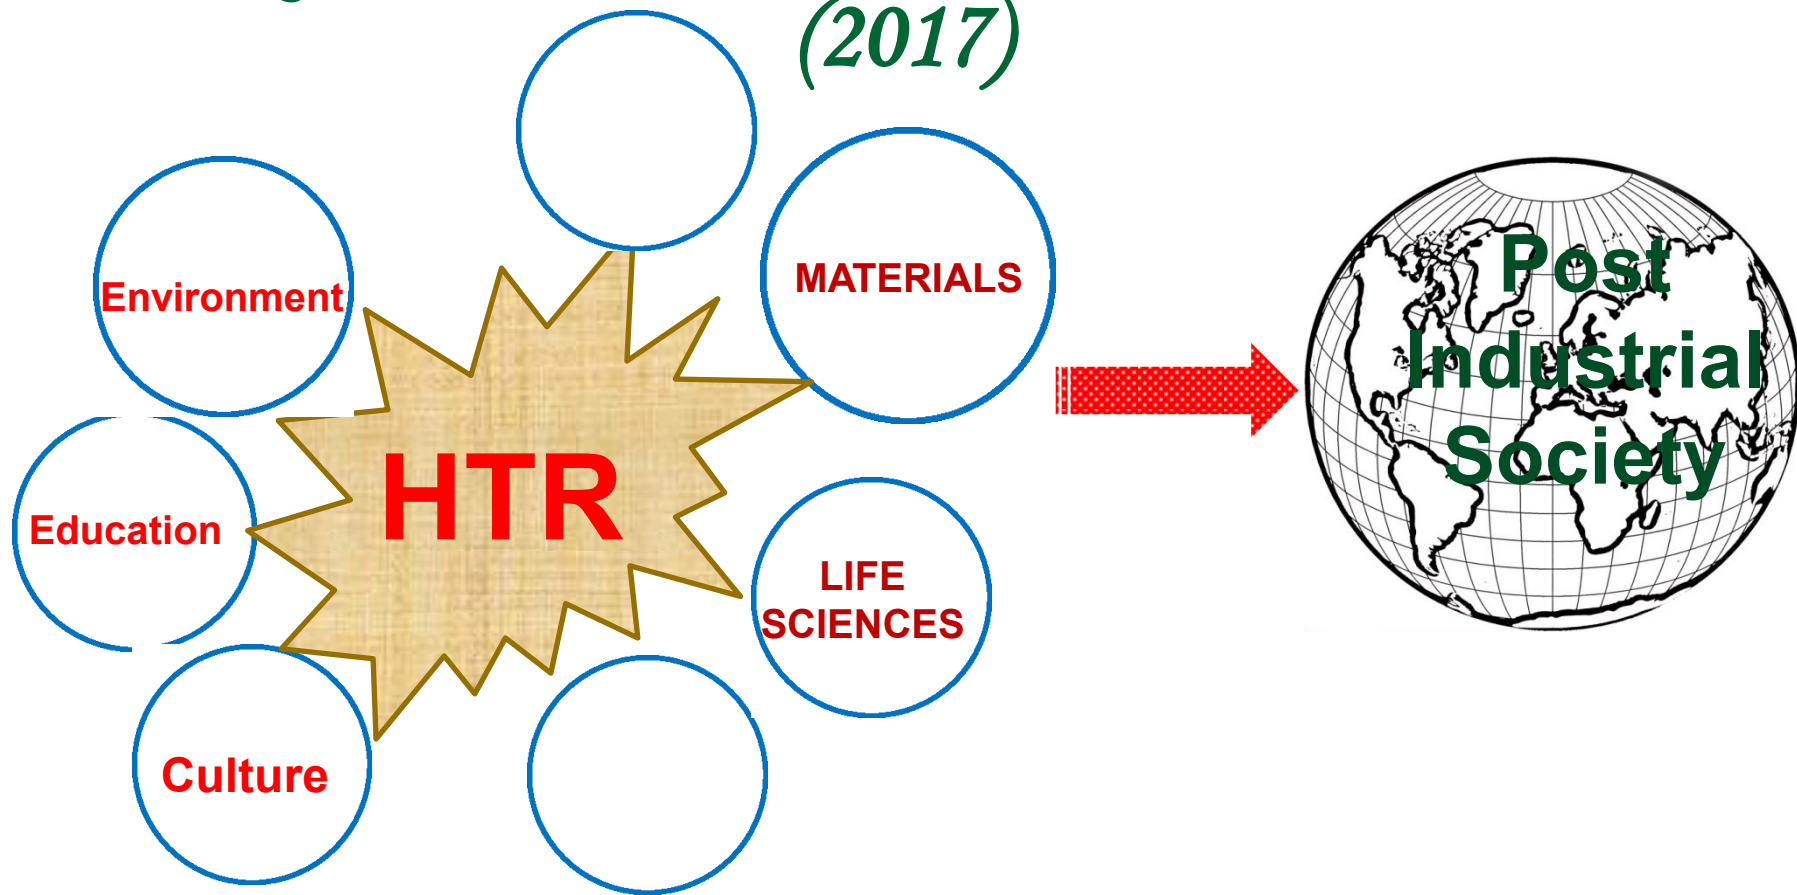 (2017)
Environment
MATERIALS
HTR
Education
LIFE
SCIENCES
Culture
Post
Industrial
Society